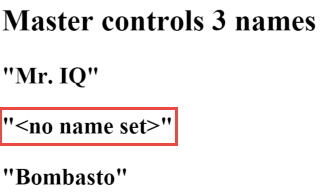 Master controls 3 names
"Mr. IQ"
"<no name set>"
"Bombasto"